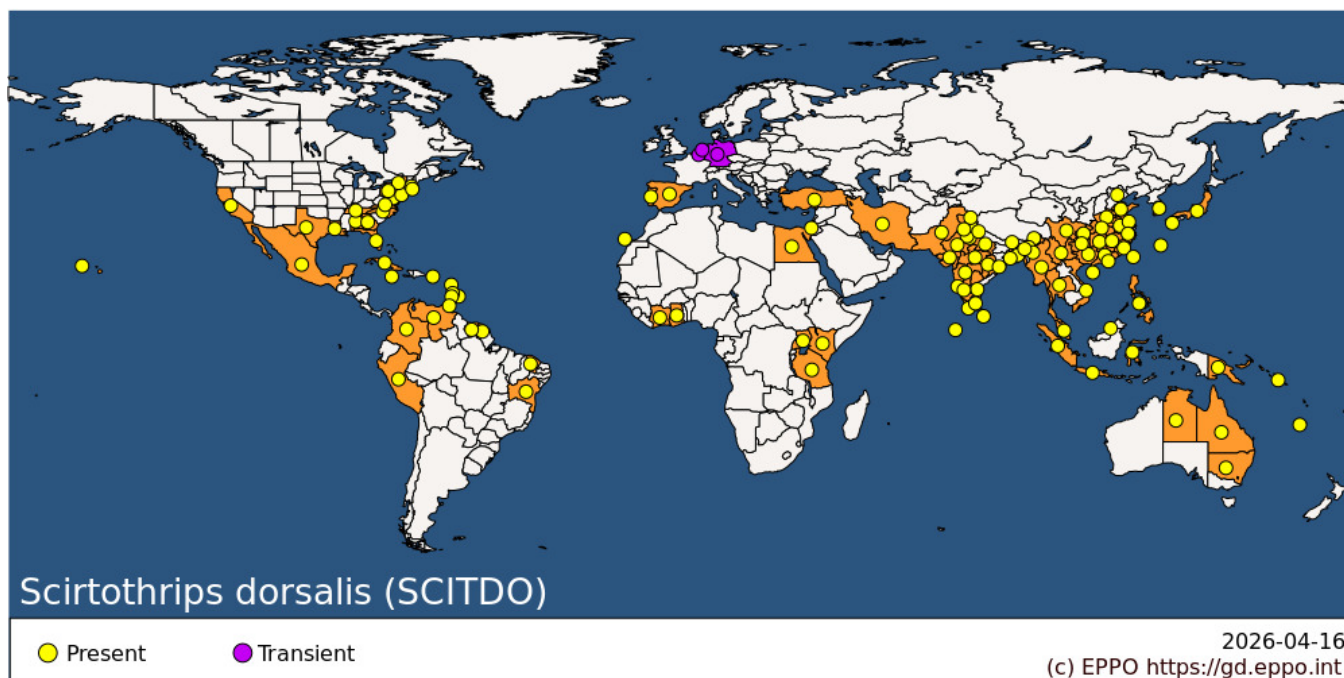 Scirtothrips dorsalis (SCITDO)
Present
Transient
2026-04-16
(c) EPPO https://gd.eppo.int